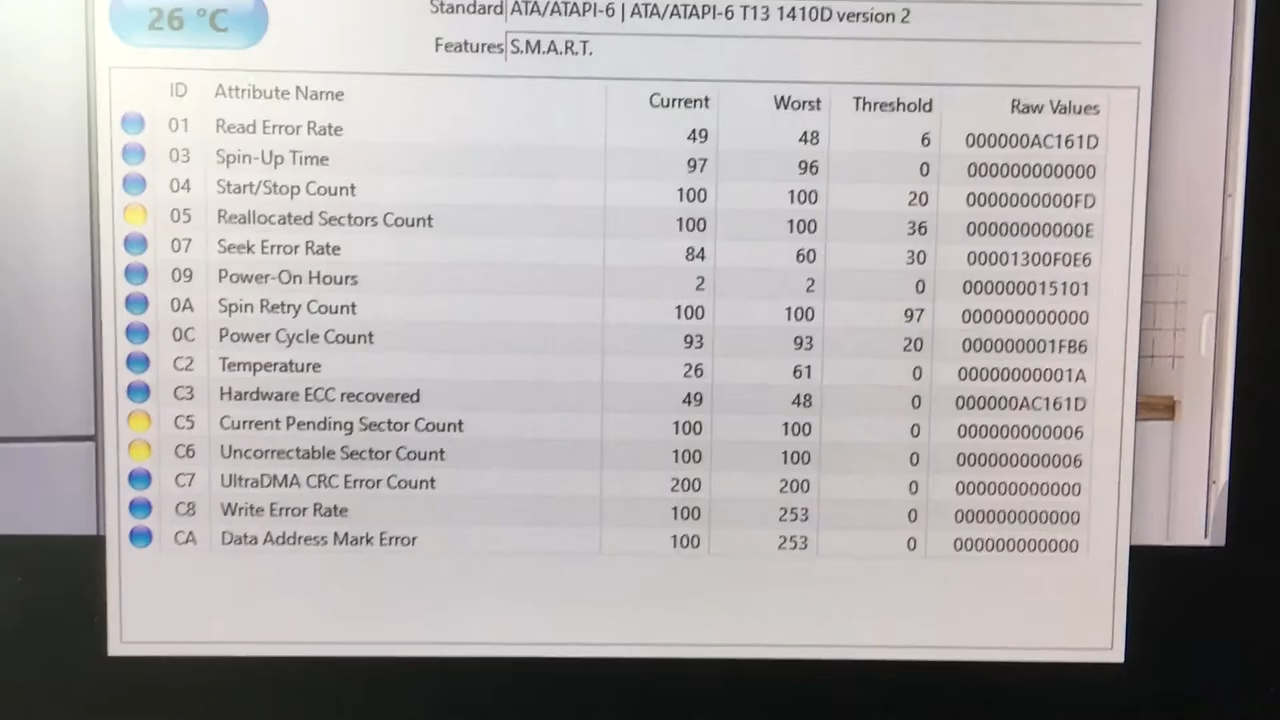 26 °C
Standard ATA/ATAPI-6 | ATA/ATAPI-6 T13 1410D version 2
Features S.M.A.R.T.
ID Attribute Name Current Worst Threshold Raw Values
01 Read Error Rate 49 48 6 000000AC161D
03 Spin-Up Time 97 96 0 000000000000
04 Start/Stop Count 100 100 20 0000000000FD
05 Reallocated Sectors Count 100 100 36 00000000000E
07 Seek Error Rate 84 60 30 00001300F0E6
09 Power-On Hours 2 2 0 000000015101
0A Spin Retry Count 100 100 97 000000000000
0C Power Cycle Count 93 93 20 000000001FB6
C2 Temperature 26 61 0 00000000001A
C3 Hardware ECC recovered 49 48 0 000000AC161D
C5 Current Pending Sector Count 100 100 0 000000000006
C6 Uncorrectable Sector Count 100 100 0 000000000006
C7 UltraDMA CRC Error Count 200 200 0 000000000000
C8 Write Error Rate 100 253 0 000000000000
CA Data Address Mark Error 100 253 0 000000000000